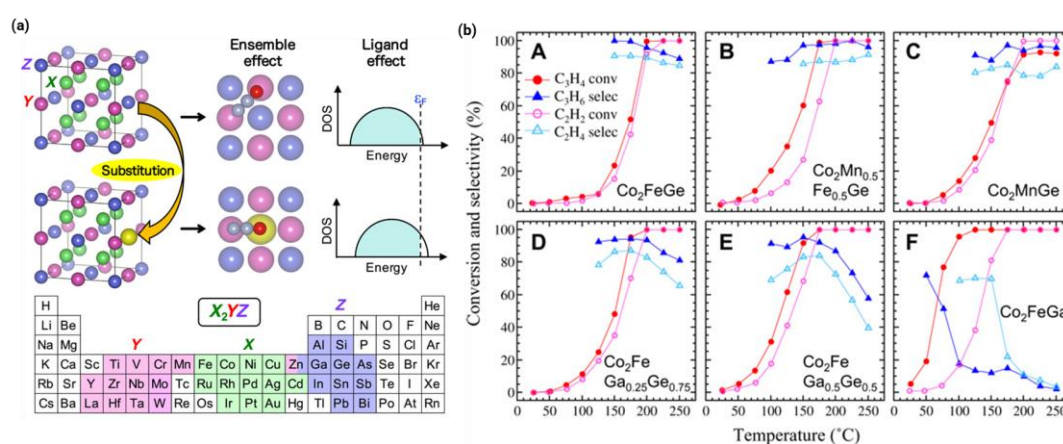 (a)
Z
X
Y
Substitution
Ensemble
effect
Ligand
effect
DOS
Energy
εF
DOS
Energy
X2YZ
Y
X
Z
H He
Li Be B C N O F Ne
Na Mg Al Si P S Cl Ar
K Ca Sc Ti V Cr Mn Fe Co Ni Cu Zn Ga Ge As Se Br Kr
Rb Sr Y Zr Nb Mo Tc Ru Rh Pd Ag Cd In Sn Sb Te I Xe
Cs Ba La Hf Ta W Re Os Ir Pt Au Hg Tl Pb Bi Po At Rn
(b)
Conversion and selectivity (%)
100
80
60
40
20
0
A
C3H4 conv
C3H6 selec
C2H2 conv
C2H4 selec
Co2FeGe
B
Co2Mn0.5
Fe0.5Ge
C
Co2MnGe
100
80
60
40
20
0
D
Co2Fe
Ga0.25Ge0.75
E
Co2Fe
Ga0.5Ge0.5
F
Co2FeGa
0 50 100 150 200 250
0 50 100 150 200 250
0 50 100 150 200 250
Temperature (°C)